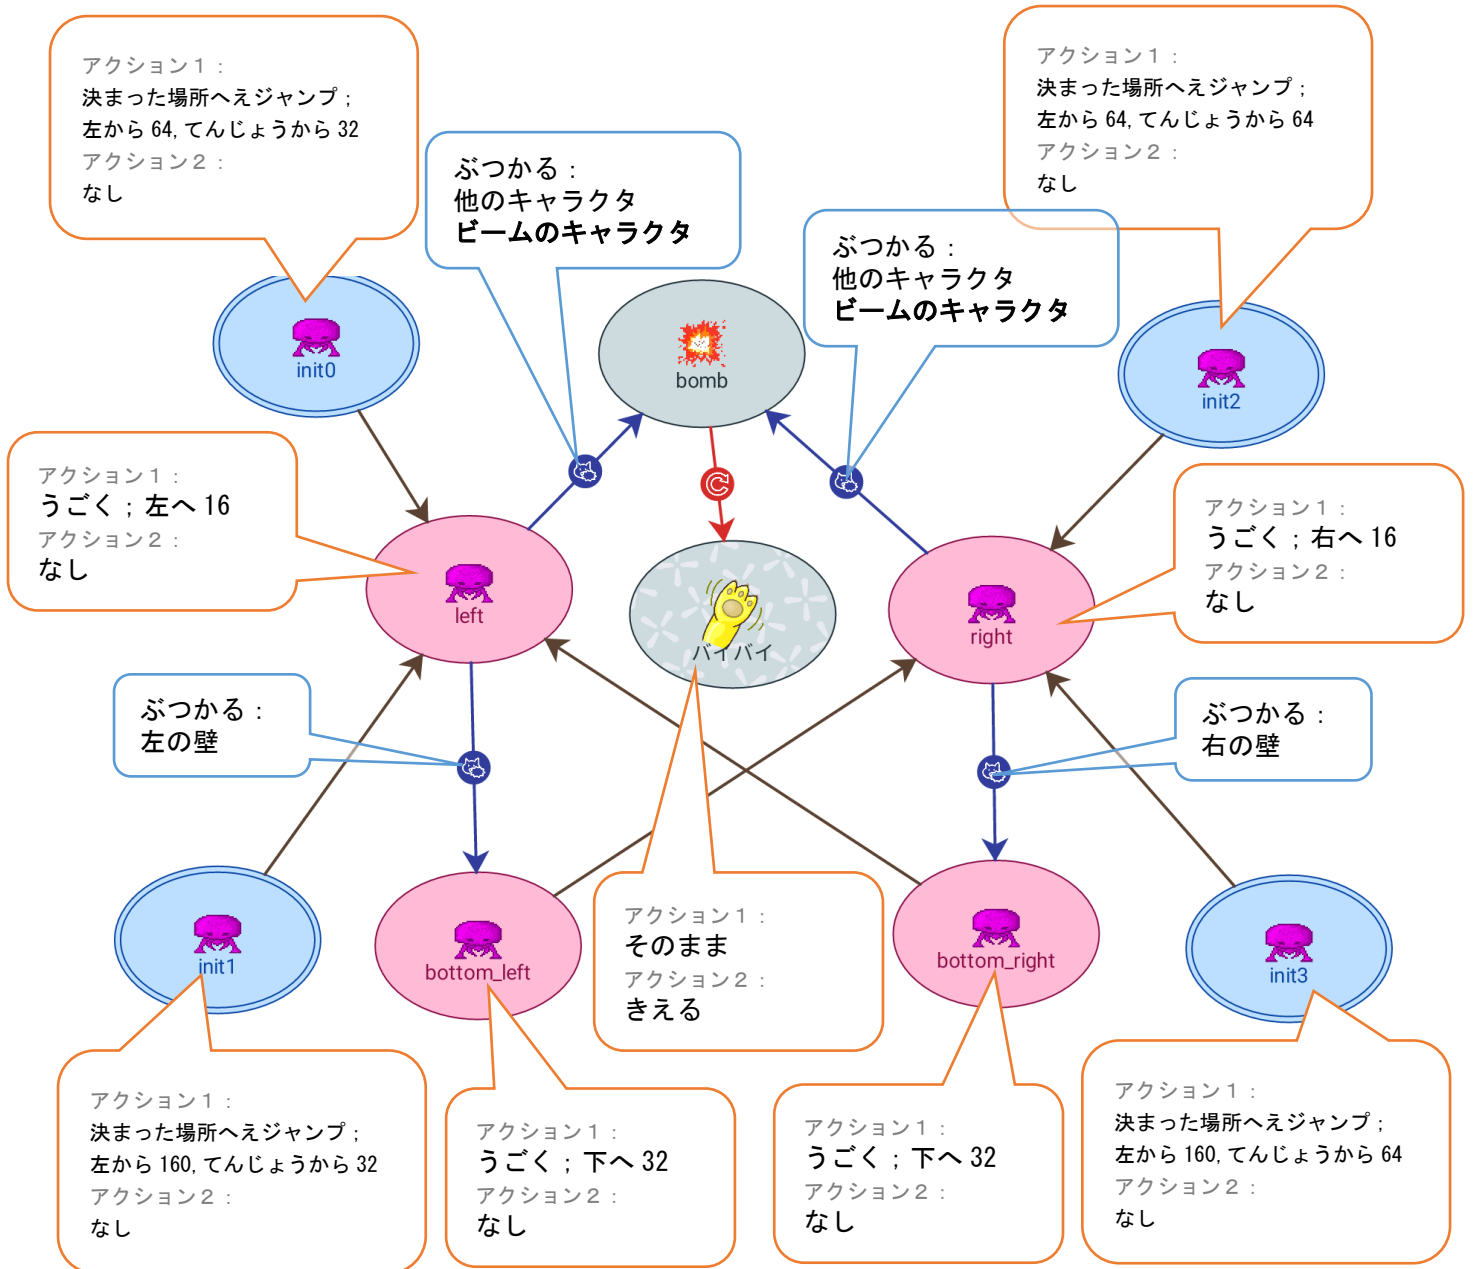 アクション１：
決まった場所へえジャンプ；
左から 64, てんじょうから 32
アクション２：
なし
アクション１：
決まった場所へえジャンプ；
左から 64, てんじょうから 64
アクション２：
なし
ぶつかる：
他のキャラクタ
ビームのキャラクタ
ぶつかる：
他のキャラクタ
ビームのキャラクタ
init0
bomb
init2
アクション１：
うごく；左へ 16
アクション２：
なし
アクション１：
うごく；右へ 16
アクション２：
なし
C
left
right
バイバイ
ぶつかる：
左の壁
ぶつかる：
右の壁
init1
bottom_left
bottom_right
init3
アクション１：
そのまま
アクション２：
きえる
アクション１：
決まった場所へえジャンプ；
左から 160, てんじょうから 32
アクション２：
なし
アクション１：
うごく；下へ 32
アクション２：
なし
アクション１：
うごく；下へ 32
アクション２：
なし
アクション１：
決まった場所へえジャンプ；
左から 160, てんじょうから 64
アクション２：
なし